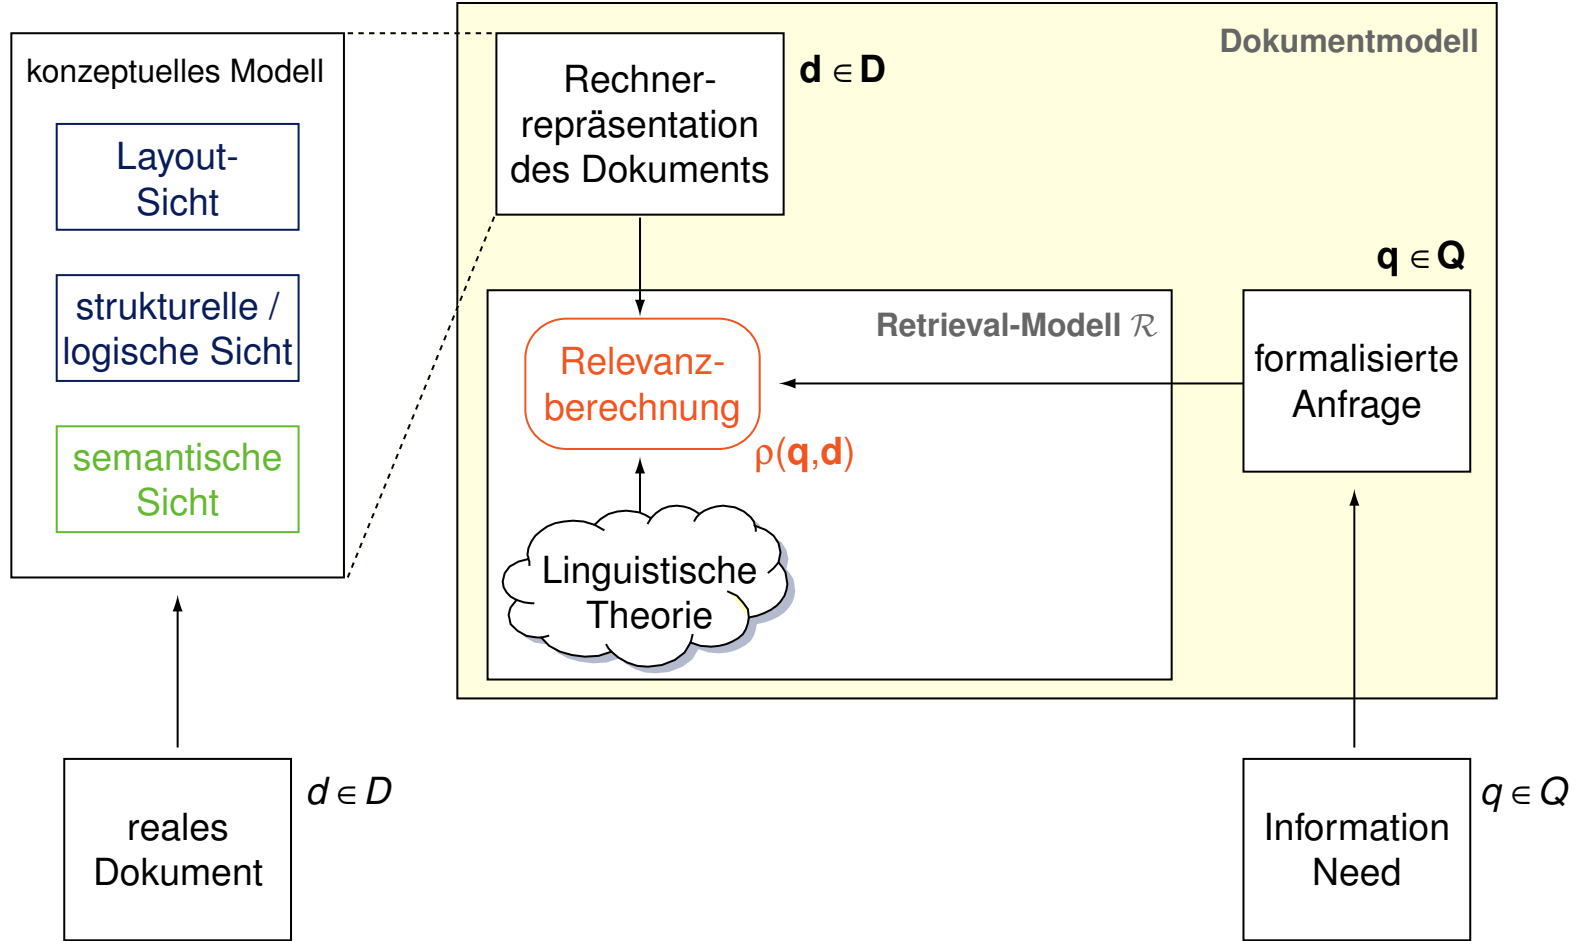 konzeptuelles Modell
Layout-
Sicht
strukturelle /
logische Sicht
semantische
Sicht
reales
Dokument
d ∈ D
Dokumentmodell
Rechner-
repräsentation
des Dokuments
d ∈ D
Retrieval-Modell ℛ
Relevanz-
berechnung
ρ(q,d)
Linguistische
Theorie
q ∈ Q
formalisierte
Anfrage
Information
Need
q ∈ Q